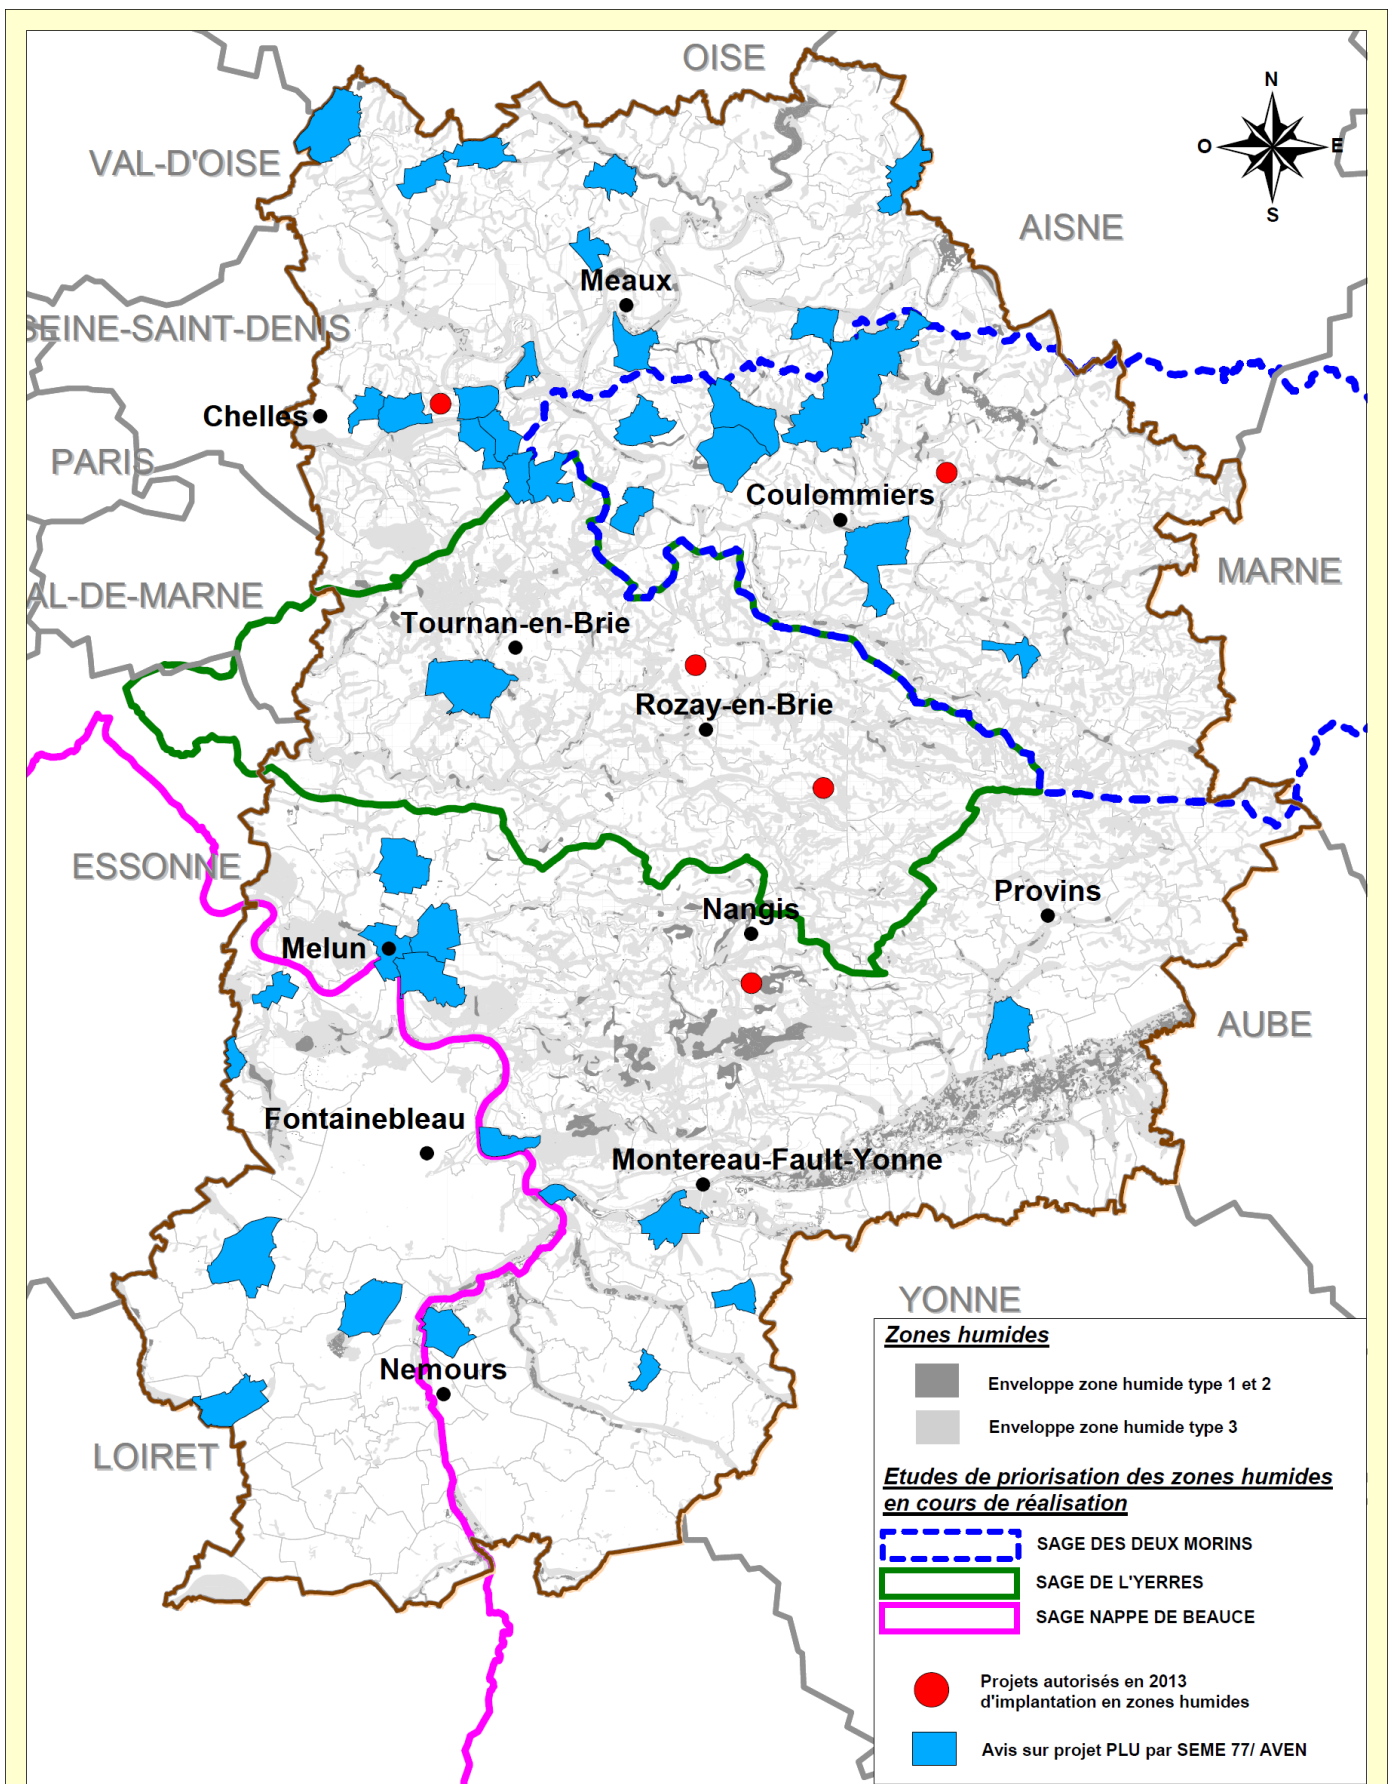 OISE
N
VAL-D'OISE
O
E
S
AISNE
Meaux
SEINE-SAINT-DENIS
Chelles
PARIS
Coulommiers
MARNE
AL-DE-MARNE
Tournan-en-Brie
Rozay-en-Brie
ESSONNE
Provins
Nangis
Melun
AUBE
Fontainebleau
Montereau-Fault-Yonne
YONNE
Nemours
LOIRET
Zones humides
Enveloppe zone humide type 1 et 2
Enveloppe zone humide type 3
Etudes de priorisation des zones humides
en cours de réalisation
SAGE DES DEUX MORINS
SAGE DE L'YERRES
SAGE NAPPE DE BEAUCE
Projets autorisés en 2013
d'implantation en zones humides
Avis sur projet PLU par SEME 77/ AVEN